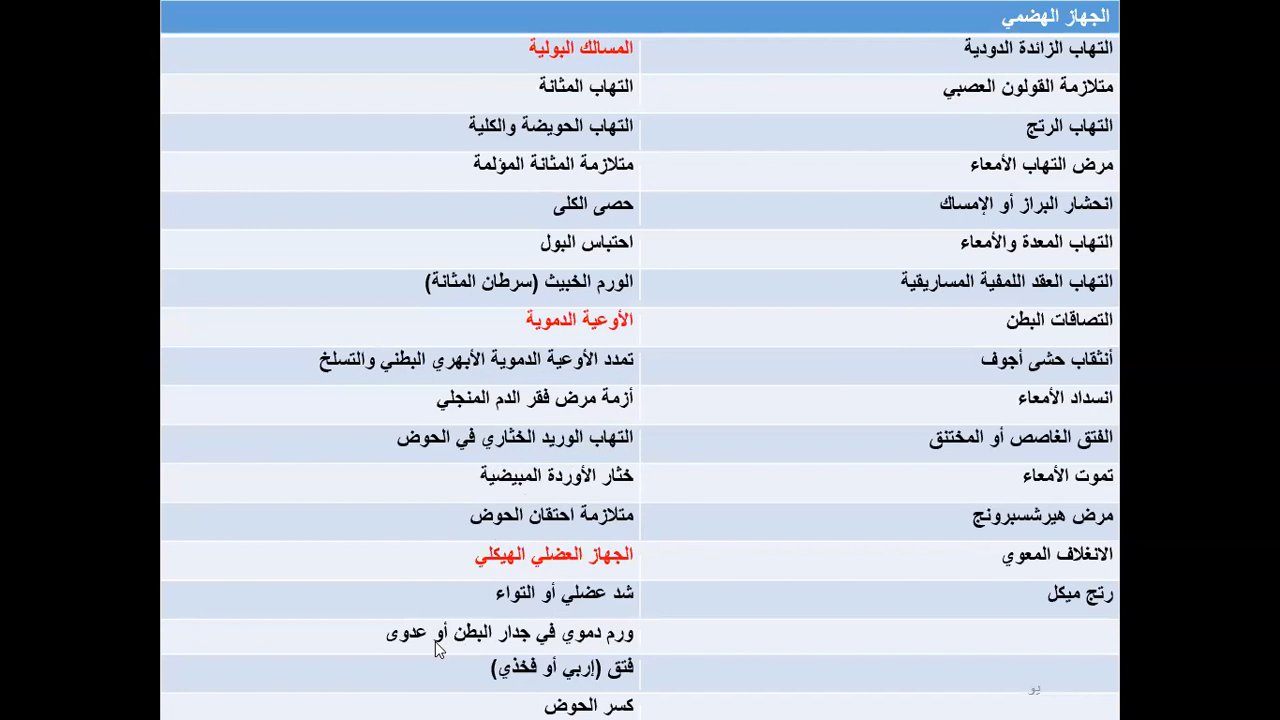 الجهاز الهضمي
التهاب الزائدة الدودية
المسالك البولية
متلازمة القولون العصبي
التهاب المثانة
التهاب الرتج
التهاب الحويضة والكلية
مرض التهاب الأمعاء
متلازمة المثانة المؤلمة
انحشار البراز أو الإمساك
حصى الكلى
التهاب المعدة والأمعاء
احتباس البول
التهاب العقد اللمفية المساريقية
الورم الخبيث (سرطان المثانة)
التصاقات البطن
الأوعية الدموية
أنثقاب حشى أجوف
تمدد الأوعية الدموية الأبهري البطني والتسلخ
انسداد الأمعاء
أزمة مرض فقر الدم المنجلي
الفتق الغاصص أو المختنق
التهاب الوريد الخثاري في الحوض
تموت الأمعاء
خثار الأوردة المبيضية
مرض هيرشسبرونج
متلازمة احتقان الحوض
الانغلاف المعوي
الجهاز العضلي الهيكلي
رتج ميكل
شد عضلي أو التواء
ورم دموي في جدار البطن أو عدوى
فتق (إربي أو فخذي)
يو
كسر الحوض